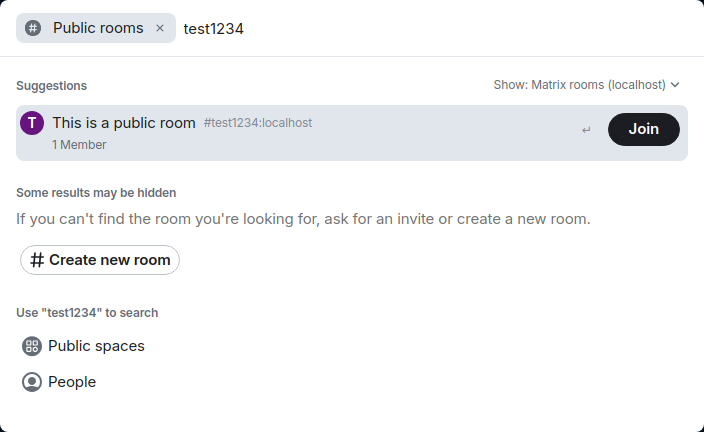 Public rooms × test1234
Suggestions
Show: Matrix rooms (localhost)
T This is a public room #test1234:localhost
1 Member
Join
Some results may be hidden
If you can't find the room you're looking for, ask for an invite or create a new room.
Create new room
Use "test1234" to search
Public spaces
People